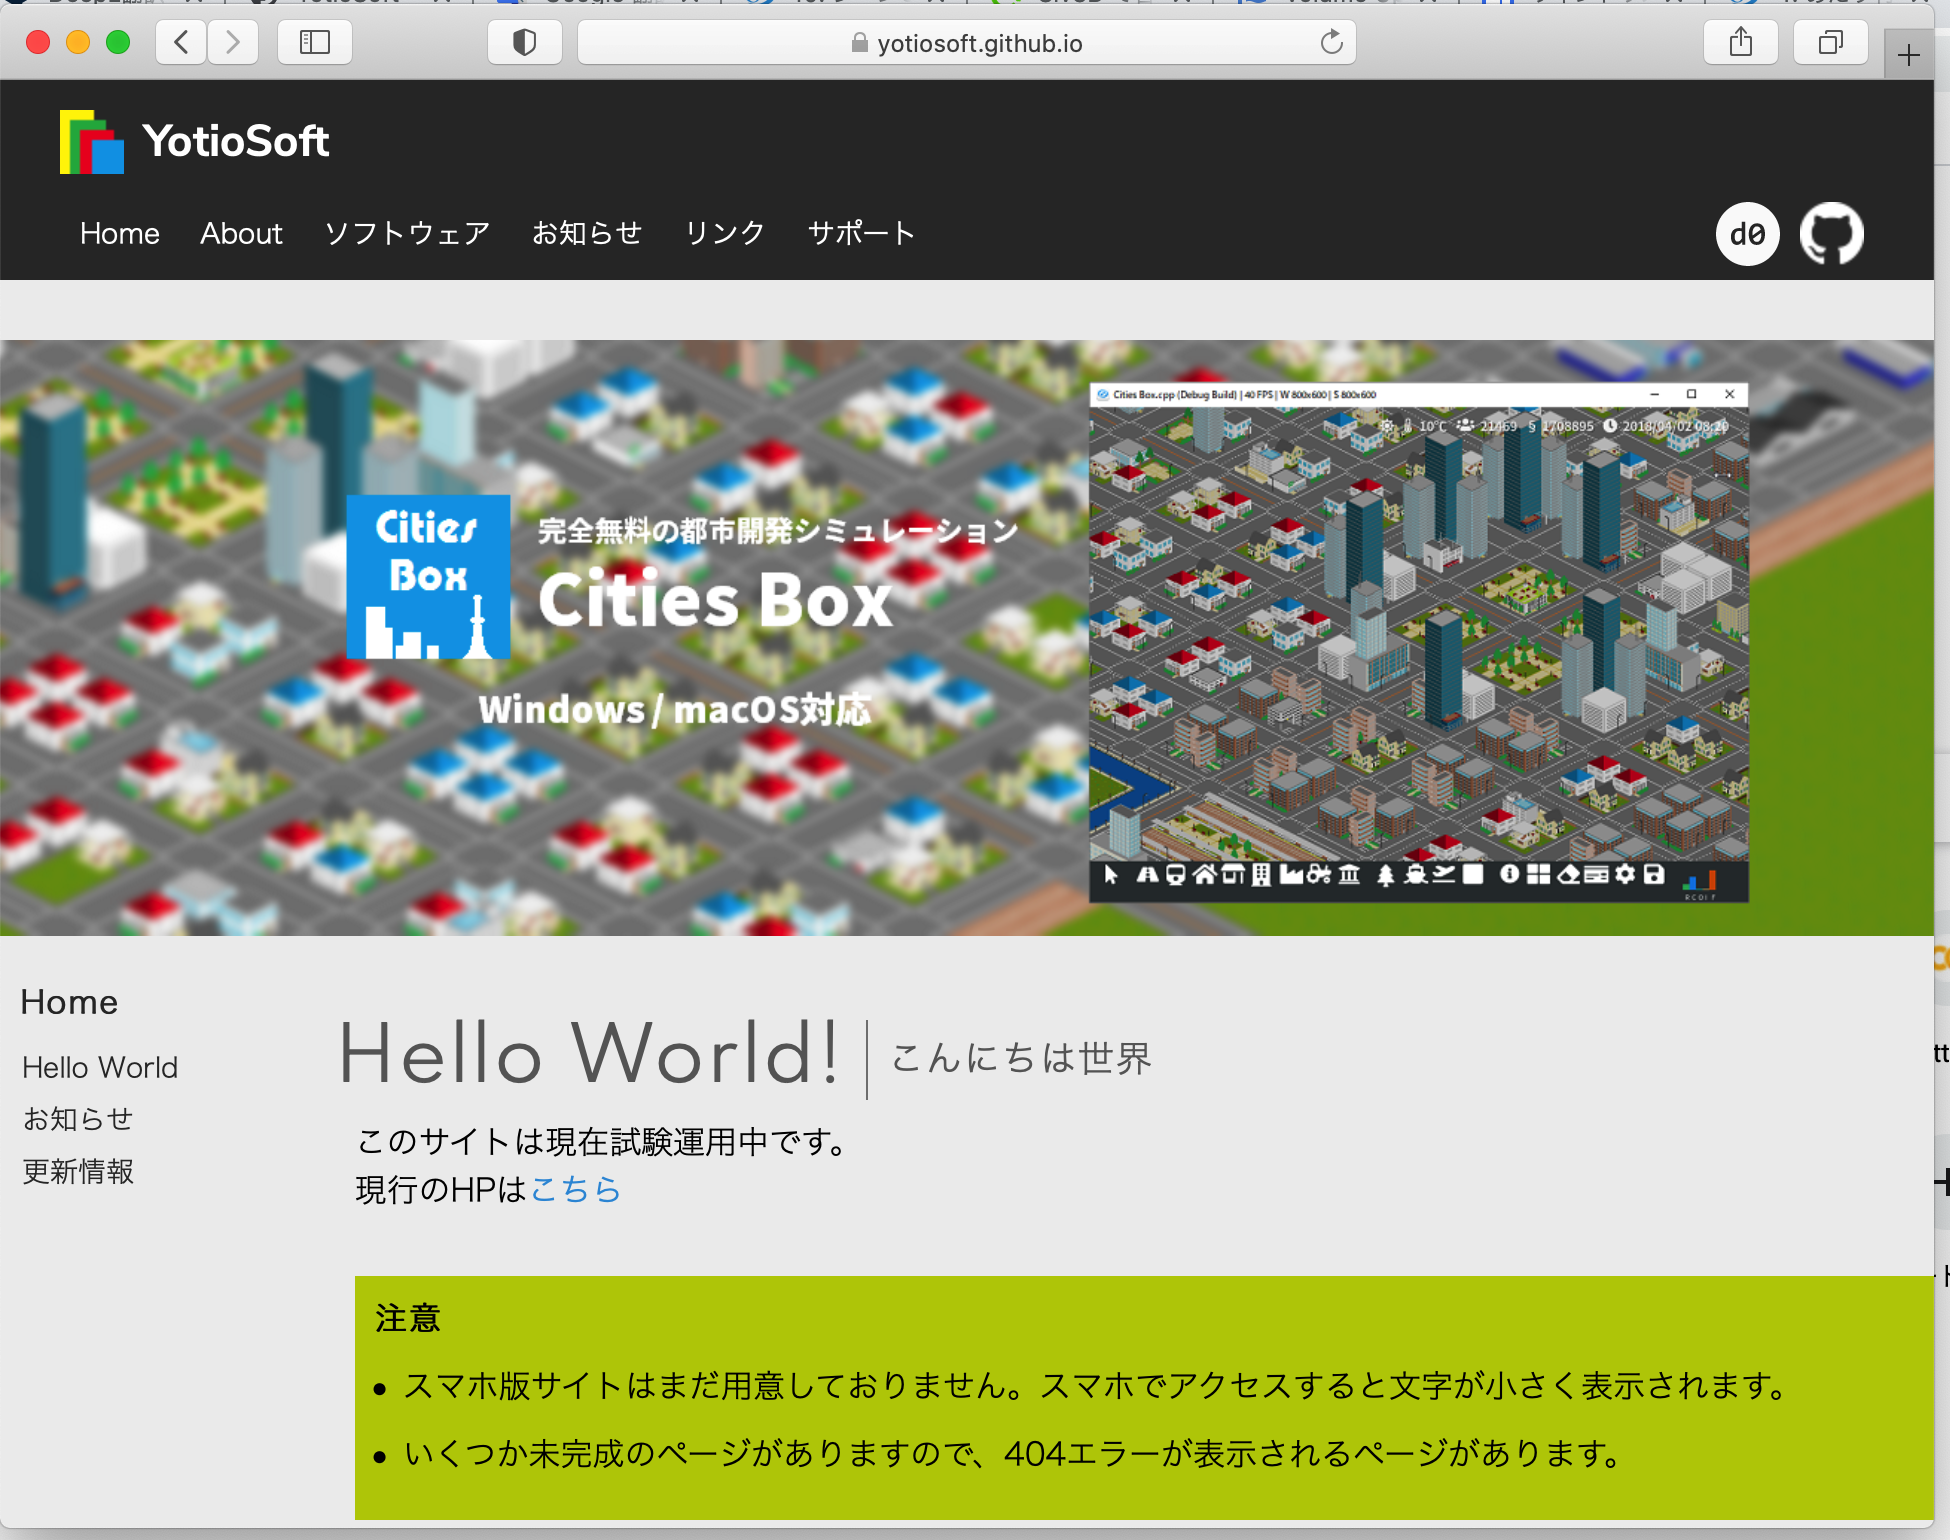 yotiosoft.github.io
YotioSoft
Home About ソフトウェア お知らせ リンク サポート
d0
Cities Box.cpp (Debug Build) | 40 FPS | W 800x600 | S 800x600
10°C 21469 § 1708895 2018/04/02 08:20
Cities
Box
完全無料の都市開発シミュレーション
Cities Box
Windows / macOS対応
Home
Hello World
お知らせ
更新情報
Hello World! こんにちは世界
このサイトは現在試験運用中です。
現行のHPはこちら
注意
• スマホ版サイトはまだ用意しておりません。スマホでアクセスすると文字が小さく表示されます。
• いくつか未完成のページがありますので、404エラーが表示されるページがあります。